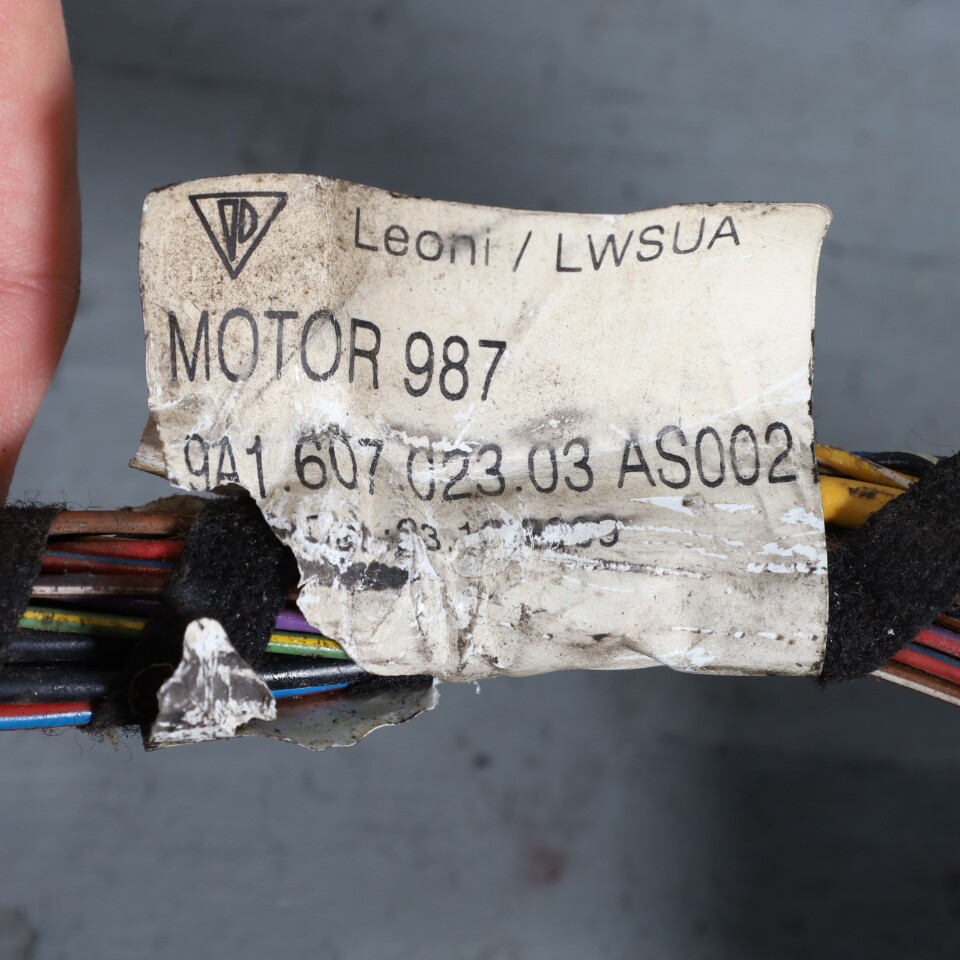 Leoni / LWSUA
MOTOR 987
9A1.607.023.03 AS002